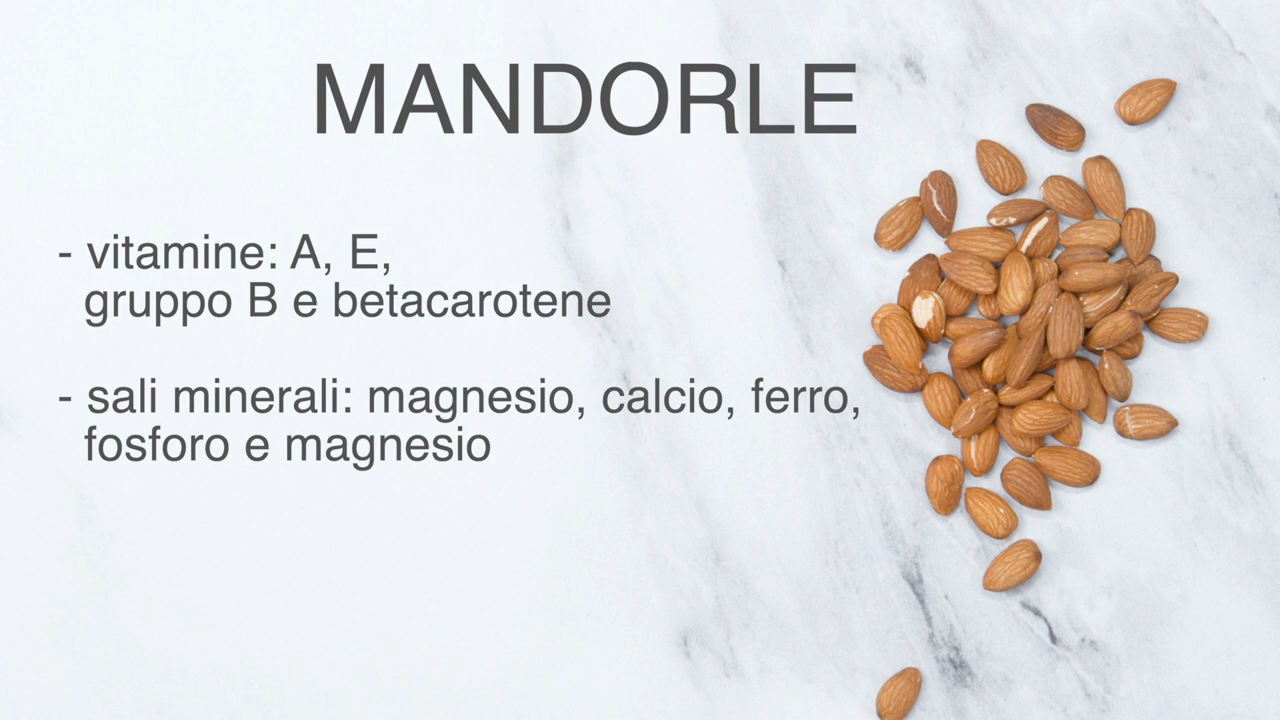 MANDORLE
- vitamine: A, E,
gruppo B e betacarotene
- sali minerali: magnesio, calcio, ferro,
fosforo e magnesio